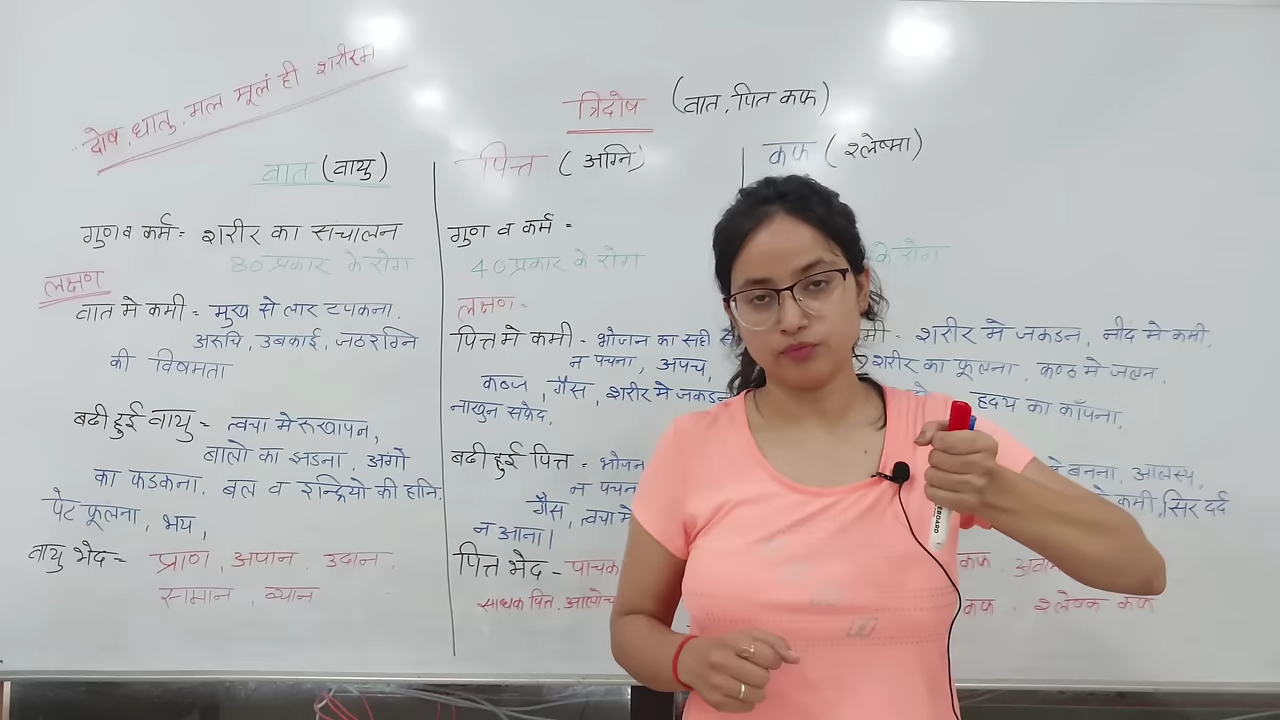 दोष, धातु, मल मूलं ही शरीरम
त्रिदोष (वात, पित कफ)
वात (वायु)
गुण व कर्म = शरीर का संचालन
80 प्रकार के रोग
लक्षण
वात मे कमी = मुख से लार टपकना,
अरूचि, उबकाई, जठरग्नि
की विषमता
बढी हुई वायु = त्वचा मे रूखापन,
बालो का झडना, अंगो
का फडकना, बल व इन्द्रियो की हानि,
पेट फूलना, भय,
वायु भेद = प्राण, अपान, उदान,
सामान, व्यान
पित्त (अग्नि)
गुण व कर्म =
40 प्रकार के रोग
लक्षण -
पित्त मे कमी - भोजन का सही
न पचना, अपच,
कब्ज, गैस, शरीर मे जकडन
नाखुन सफेद,
बढी हुई पित्त = भोजन
न पचन
गैस, त्वचा मे
न आना।
पित्त भेद - पाचक
साधक पित्त, आलोच
कफ (श्लेष्मा)
के रोग
मी - शरीर मे जकडन, नींद मे कमी,
शरीर का फूलना, कण्ठ मे जलन,
हृदय का काँपना,
बनना, आलस्य,
कमी, सिर दर्द
कफ,
कफ, श्लेषक कफ